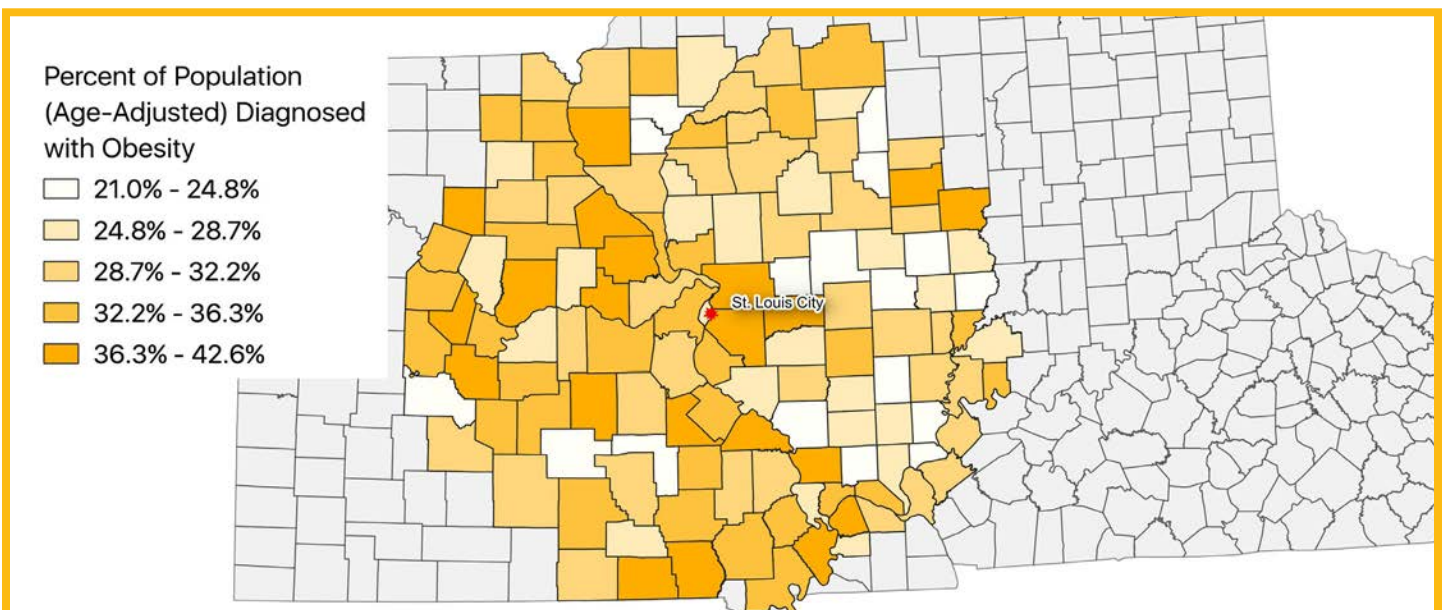 Percent of Population
(Age-Adjusted) Diagnosed
with Obesity
21.0% - 24.8%
24.8% - 28.7%
28.7% - 32.2%
32.2% - 36.3%
36.3% - 42.6%
St. Louis City